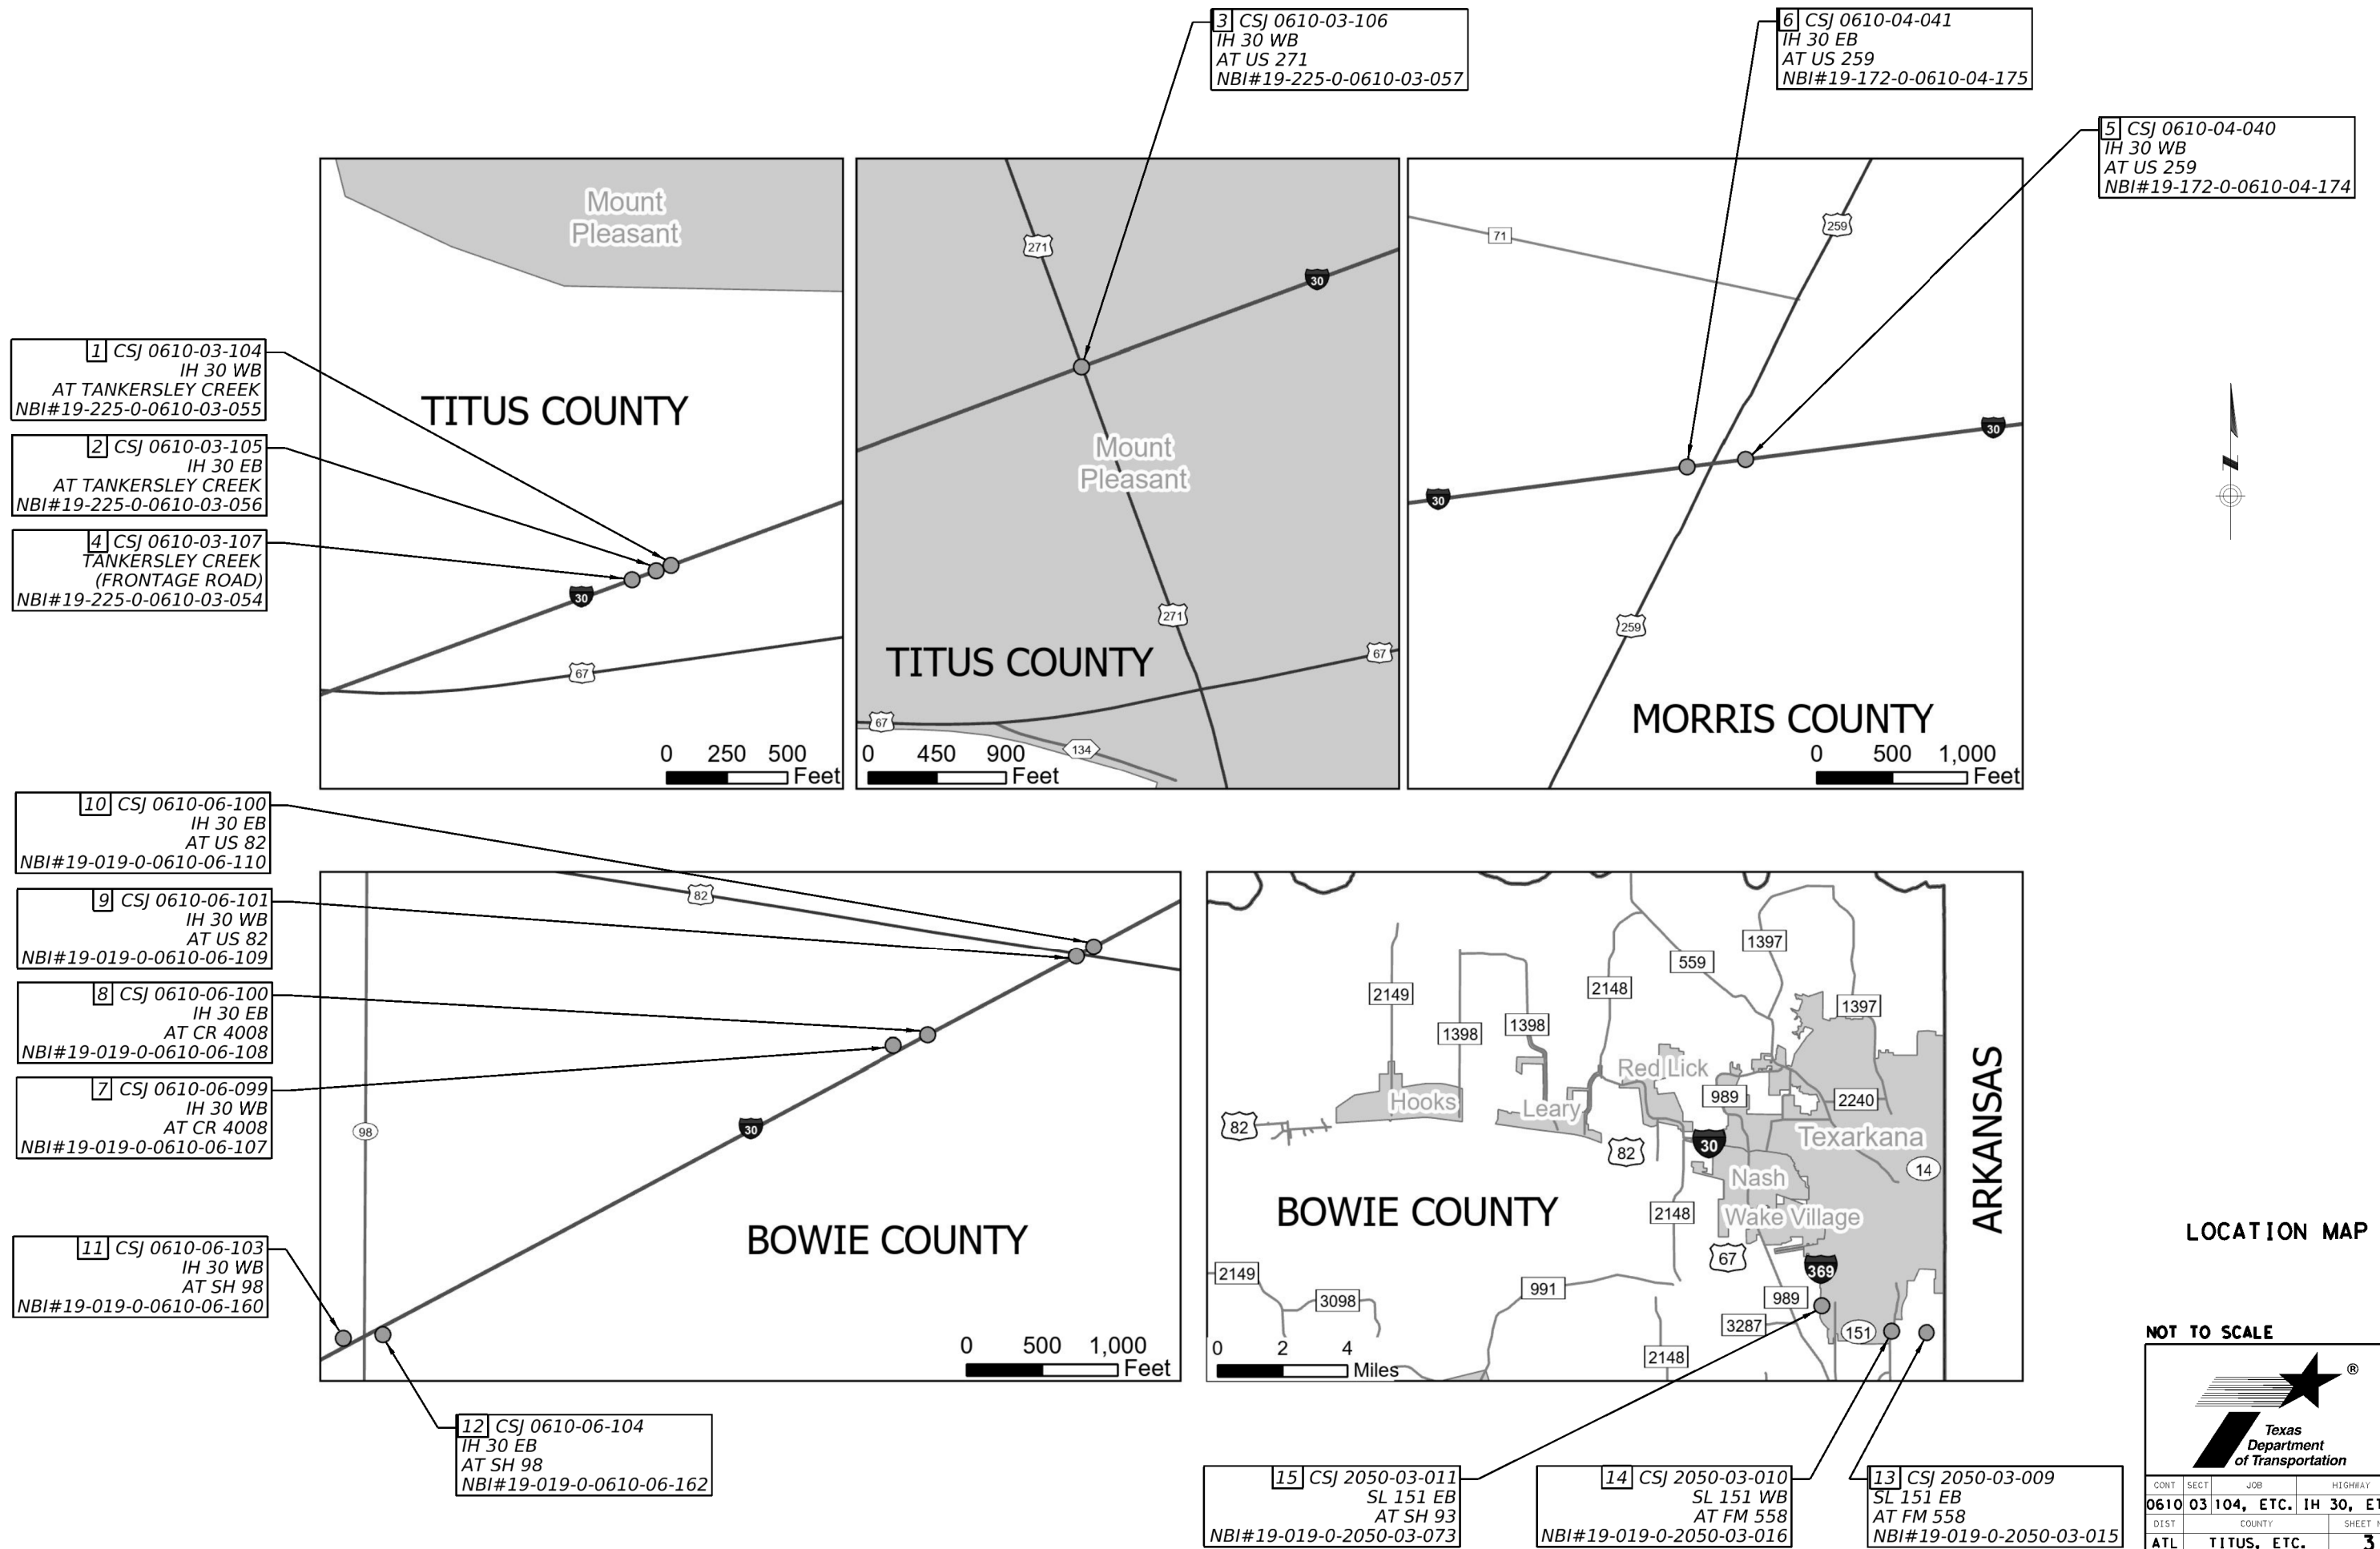 3 CSJ 0610-03-106
IH 30 WB
AT US 271
NBI#19-225-0-0610-03-057
6 CSJ 0610-04-041
IH 30 EB
AT US 259
NBI#19-172-0-0610-04-175
5 CSJ 0610-04-040
IH 30 WB
AT US 259
NBI#19-172-0-0610-04-174
1 CSJ 0610-03-104
IH 30 WB
AT TANKERSLEY CREEK
NBI#19-225-0-0610-03-055
2 CSJ 0610-03-105
IH 30 EB
AT TANKERSLEY CREEK
NBI#19-225-0-0610-03-056
4 CSJ 0610-03-107
TANKERSLEY CREEK
(FRONTAGE ROAD)
NBI#19-225-0-0610-03-054
Mount
Pleasant
TITUS COUNTY
30
67
0 250 500
Feet
271
30
Mount
Pleasant
271
TITUS COUNTY
67
67
134
0 450 900
Feet
259
71
30
30
259
MORRIS COUNTY
0 500 1,000
Feet
N
10 CSJ 0610-06-100
IH 30 EB
AT US 82
NBI#19-019-0-0610-06-110
9 CSJ 0610-06-101
IH 30 WB
AT US 82
NBI#19-019-0-0610-06-109
8 CSJ 0610-06-100
IH 30 EB
AT CR 4008
NBI#19-019-0-0610-06-108
7 CSJ 0610-06-099
IH 30 WB
AT CR 4008
NBI#19-019-0-0610-06-107
11 CSJ 0610-06-103
IH 30 WB
AT SH 98
NBI#19-019-0-0610-06-160
82
98
30
BOWIE COUNTY
0 500 1,000
Feet
12 CSJ 0610-06-104
IH 30 EB
AT SH 98
NBI#19-019-0-0610-06-162
1397
559
2149
2148
1397
1398
1398
Red Lick
Hooks
Leary
989
2240
82
82
30
Texarkana
14
Nash
BOWIE COUNTY
2148
Wake Village
67
369
2149
991
3098
989
3287
151
2148
0 2 4
Miles
ARKANSAS
15 CSJ 2050-03-011
SL 151 EB
AT SH 93
NBI#19-019-0-2050-03-073
14 CSJ 2050-03-010
SL 151 WB
AT FM 558
NBI#19-019-0-2050-03-016
13 CSJ 2050-03-009
SL 151 EB
AT FM 558
NBI#19-019-0-2050-03-015
LOCATION MAP
NOT TO SCALE
®
Texas
Department
of Transportation
CONT SECT JOB HIGHWAY
0610 03 104, ETC. IH 30,
DIST COUNTY SHEET
ATL TITUS, ETC. 3